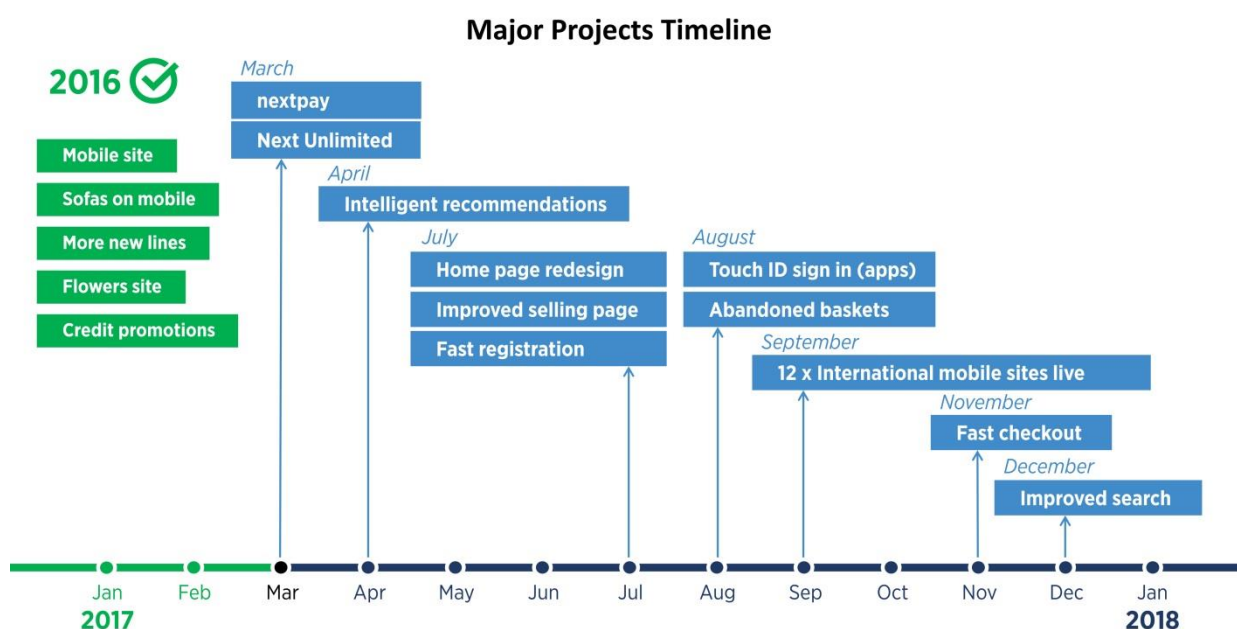 Major Projects Timeline
2016
Mobile site
Sofas on mobile
More new lines
Flowers site
Credit promotions
March
nextpay
Next Unlimited
April
Intelligent recommendations
July
Home page redesign
Improved selling page
Fast registration
August
Touch ID sign in (apps)
Abandoned baskets
September
12 x International mobile sites live
November
Fast checkout
December
Improved search
Jan Feb Mar Apr May Jun Jul Aug Sep Oct Nov Dec Jan
2017 2018